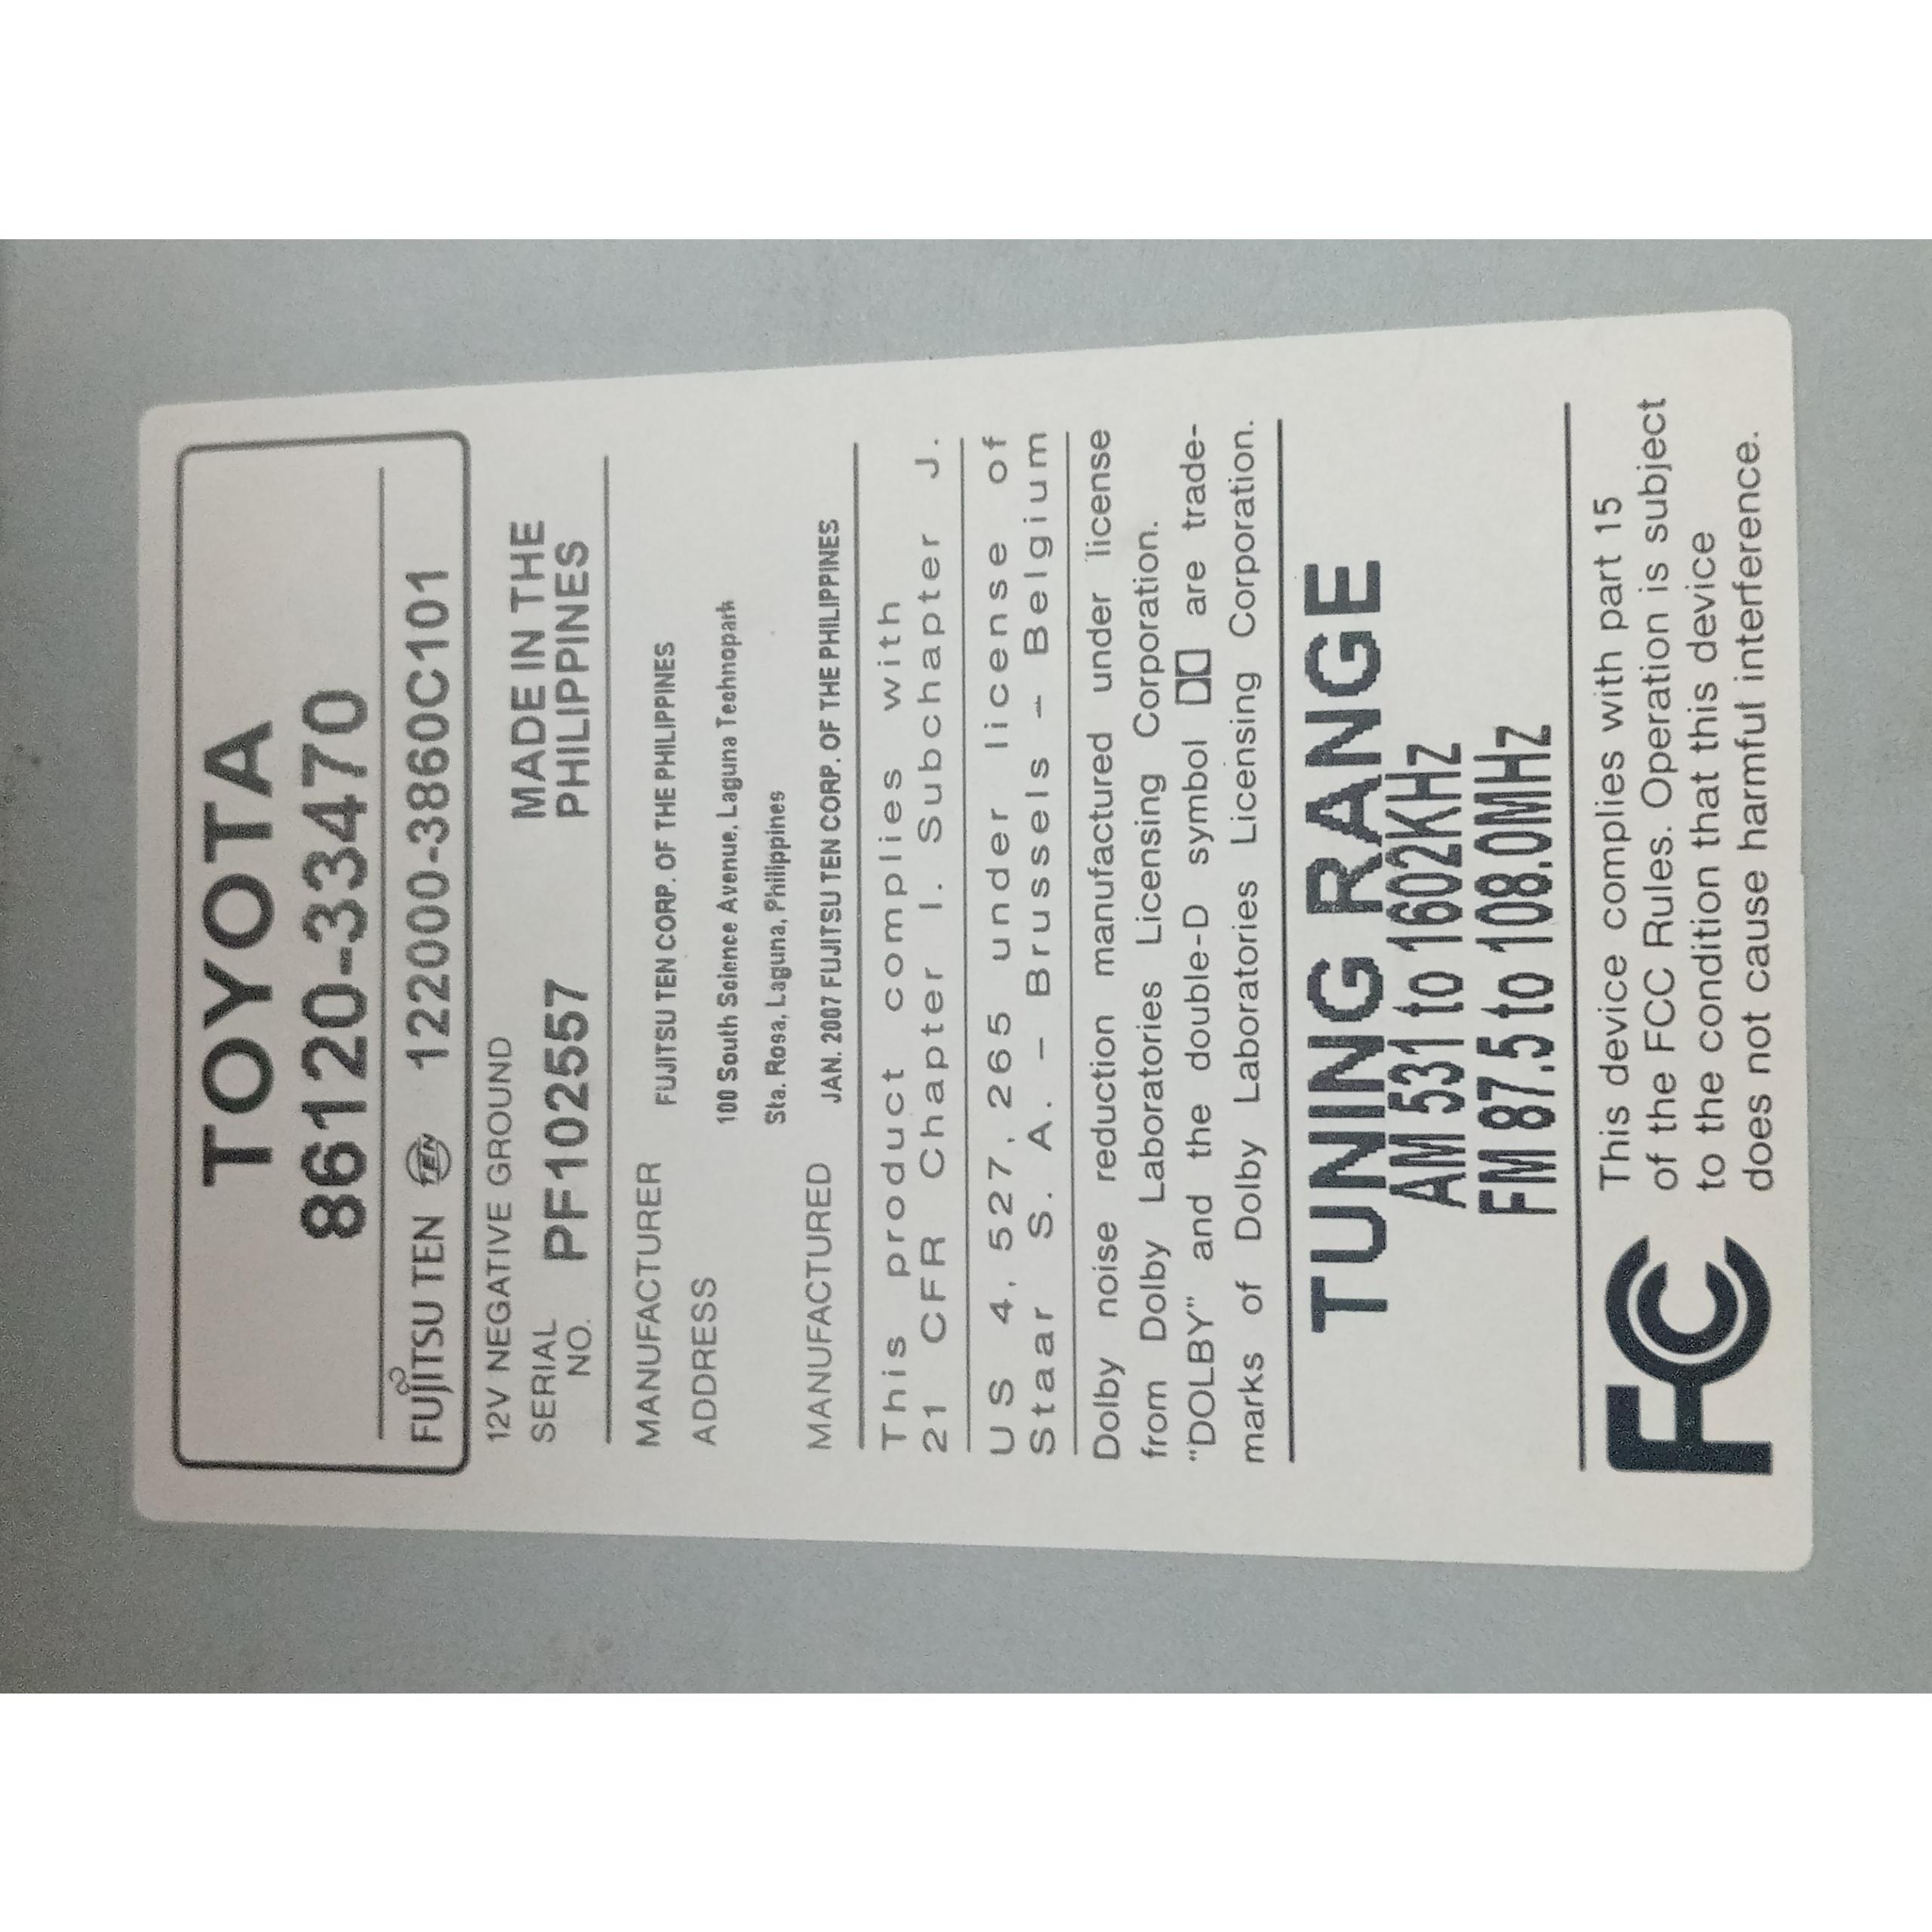 TOYOTA
86120-33470
FUJITSU TEN TEN 122000-3860C101
12V NEGATIVE GROUND
SERIAL NO. PF102557 MADE IN THE PHILIPPINES
MANUFACTURER FUJITSU TEN CORP. OF THE PHILIPPINES
ADDRESS 100 South Science Avenue, Laguna Technopark
Sta. Rosa, Laguna, Philippines
MANUFACTURED JAN. 2007 FUJITSU TEN CORP. OF THE PHILIPPINES
This product complies with
21 CFR Chapter I. Subchapter J.
US 4, 527, 265 under license of
Staar S. A. – Brussels – Belgium
Dolby noise reduction manufactured under license
from Dolby Laboratories Licensing Corporation.
"DOLBY" and the double-D symbol are trade-
marks of Dolby Laboratories Licensing Corporation.
TUNING RANGE
AM 531 to 1602KHz
FM 87.5 to 108.0MHz
FC This device complies with part 15
of the FCC Rules. Operation is subject
to the condition that this device
does not cause harmful interference.